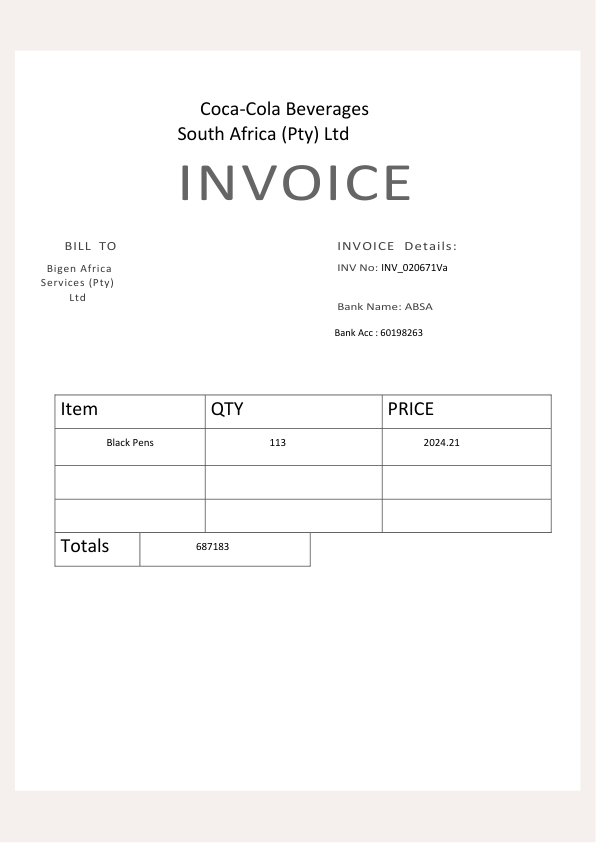 Coca-Cola Beverages
South Africa (Pty) Ltd
INVOICE
BILL TO
Bigen Africa
Services (Pty)
Ltd
INVOICE Details:
INV No: INV_020671Va
Bank Name: ABSA
Bank Acc : 60198263
Item QTY PRICE
Black Pens 113 2024.21
Totals 687183